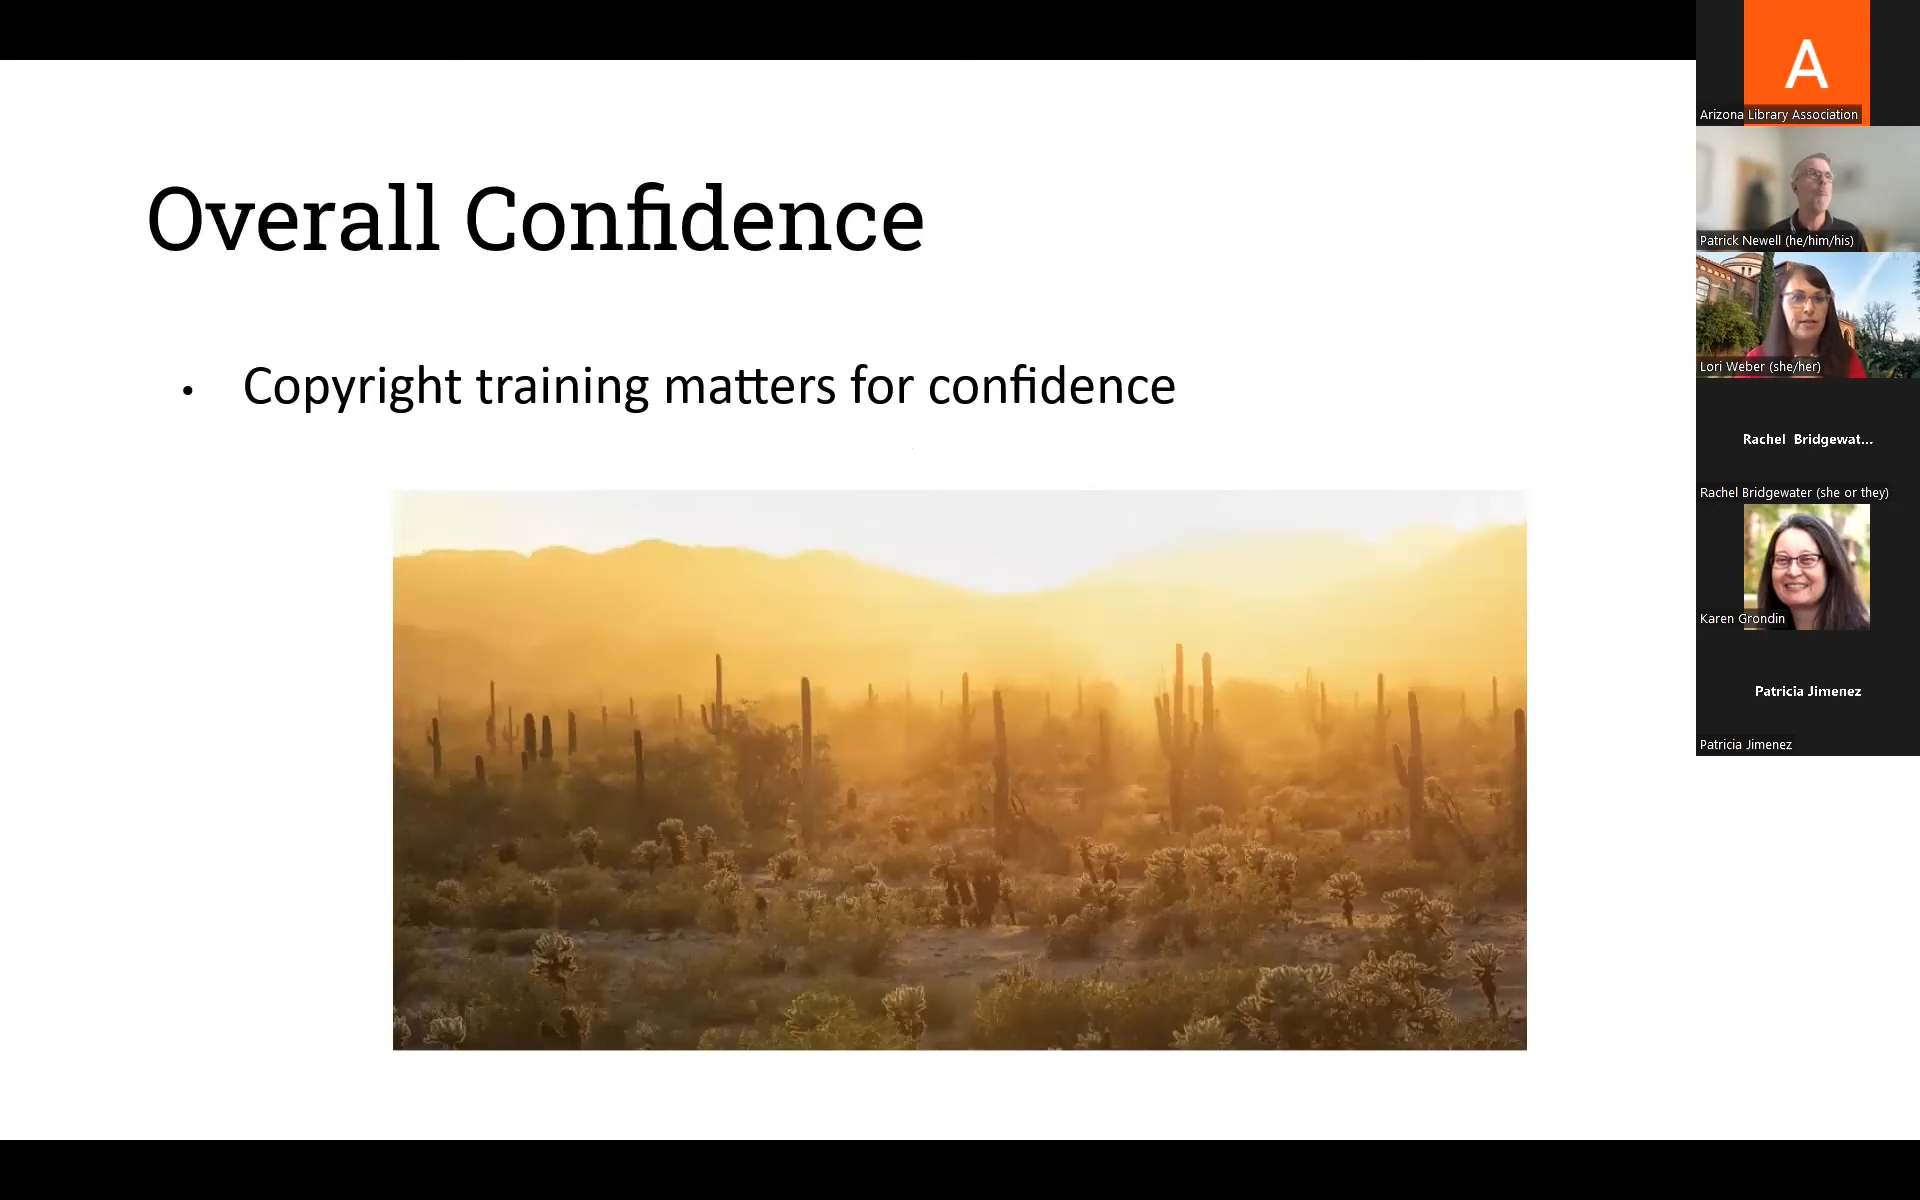 Overall Confidence
• Copyright training matters for confidence
A
Arizona Library Association
Patrick Newell (he/him/his)
Lori Weber (she/her)
Rachel Bridgewat...
Rachel Bridgewater (she or they)
Karen Grondin
Patricia Jimenez
Patricia Jimenez